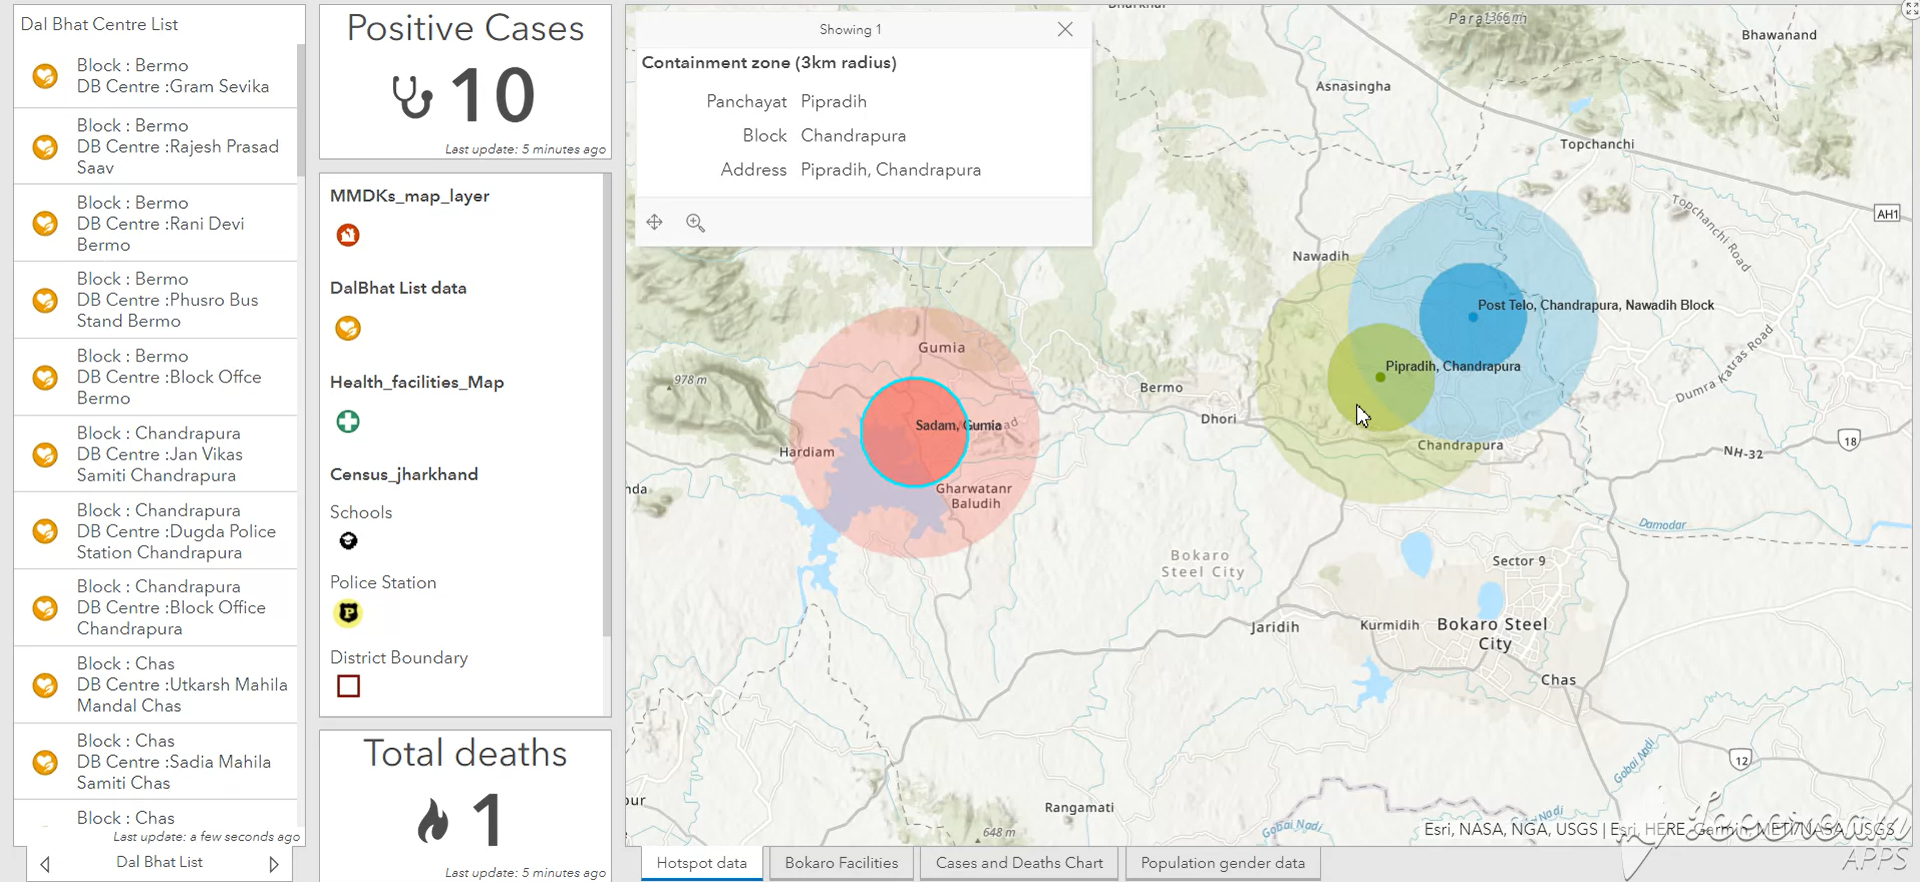 Dal Bhat Centre List
Block : Bermo
DB Centre :Gram Sevika
Block : Bermo
DB Centre :Rajesh Prasad
Saav
Block : Bermo
DB Centre :Rani Devi
Bermo
Block : Bermo
DB Centre :Phusro Bus
Stand Bermo
Block : Bermo
DB Centre :Block Offce
Bermo
Block : Chandrapura
DB Centre :Jan Vikas
Samiti Chandrapura
Block : Chandrapura
DB Centre :Dugda Police
Station Chandrapura
Block : Chandrapura
DB Centre :Block Office
Chandrapura
Block : Chas
DB Centre :Utkarsh Mahila
Mandal Chas
Block : Chas
DB Centre :Sadia Mahila
Samiti Chas
Block : Chas
Last update: a few seconds ago
Dal Bhat List
Positive Cases
10
Last update: 5 minutes ago
MMDKs_map_layer
DalBhat List data
Health_facilities_Map
Census_jharkhand
Schools
Police Station
P
District Boundary
Total deaths
1
Last update: 5 minutes ago
Showing 1
Containment zone (3km radius)
Panchayat Pipradih
Block Chandrapura
Address Pipradih, Chandrapura
1366 m
Bhawanand
Asnasingha
Topchanchi
Topchanchi Road
AH1
Nawadih
Post Telo, Chandrapura, Nawadih Block
Gumia
Pipradih, Chandrapura
978 m
Bermo
Dumra Katras Road
Dhori
Sadam, Gumia
Chandrapura
18
Hardiam
NH-32
nda
Gharwatanr
Baludih
Damodar
Bokaro
Steel City
Sector 9
Jaridih
Kurmidih
Bokaro Steel
City
Chas
Gobai Nadi
12
our
Rangamati
648 m
Gobai Nadi
Esri, NASA, NGA, USGS | Esri, HERE, Garmin, METI/NASA, USGS
APPS
Hotspot data
Bokaro Facilities
Cases and Deaths Chart
Population gender data